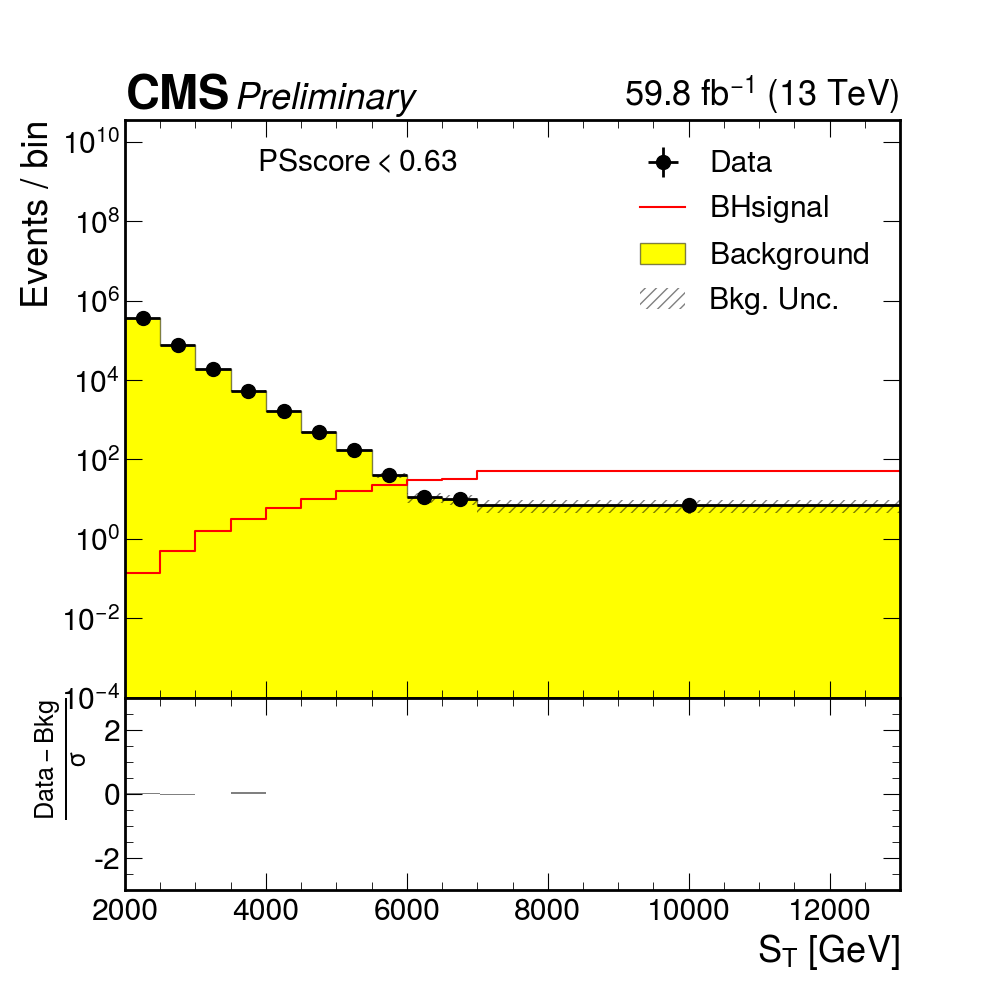 CMS Preliminary 59.8 fb⁻¹ (13 TeV)
Events / bin
PSscore < 0.63
Data
BHsignal
Background
Bkg. Unc.
10¹⁰
10⁸
10⁶
10⁴
10²
10⁰
10⁻²
10⁻⁴
Data – Bkg
σ
2
0
-2
2000 4000 6000 8000 10000 12000
S_T [GeV]